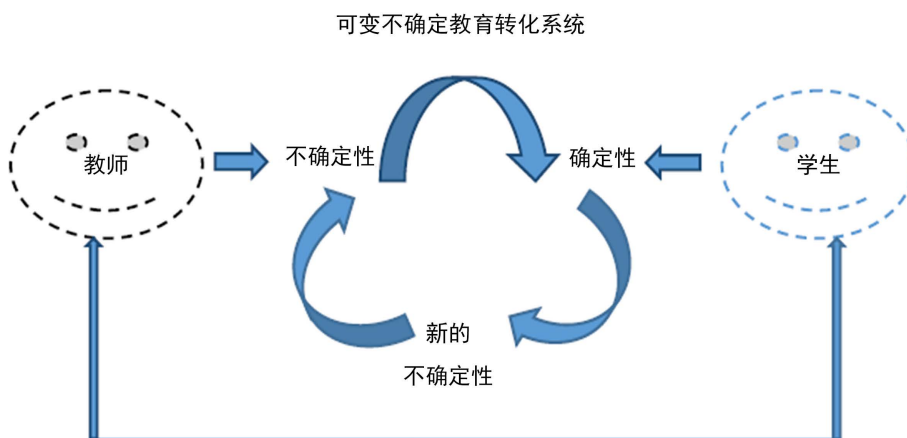 可变不确定教育转化系统
教师
不确定性
确定性
学生
新的
不确定性